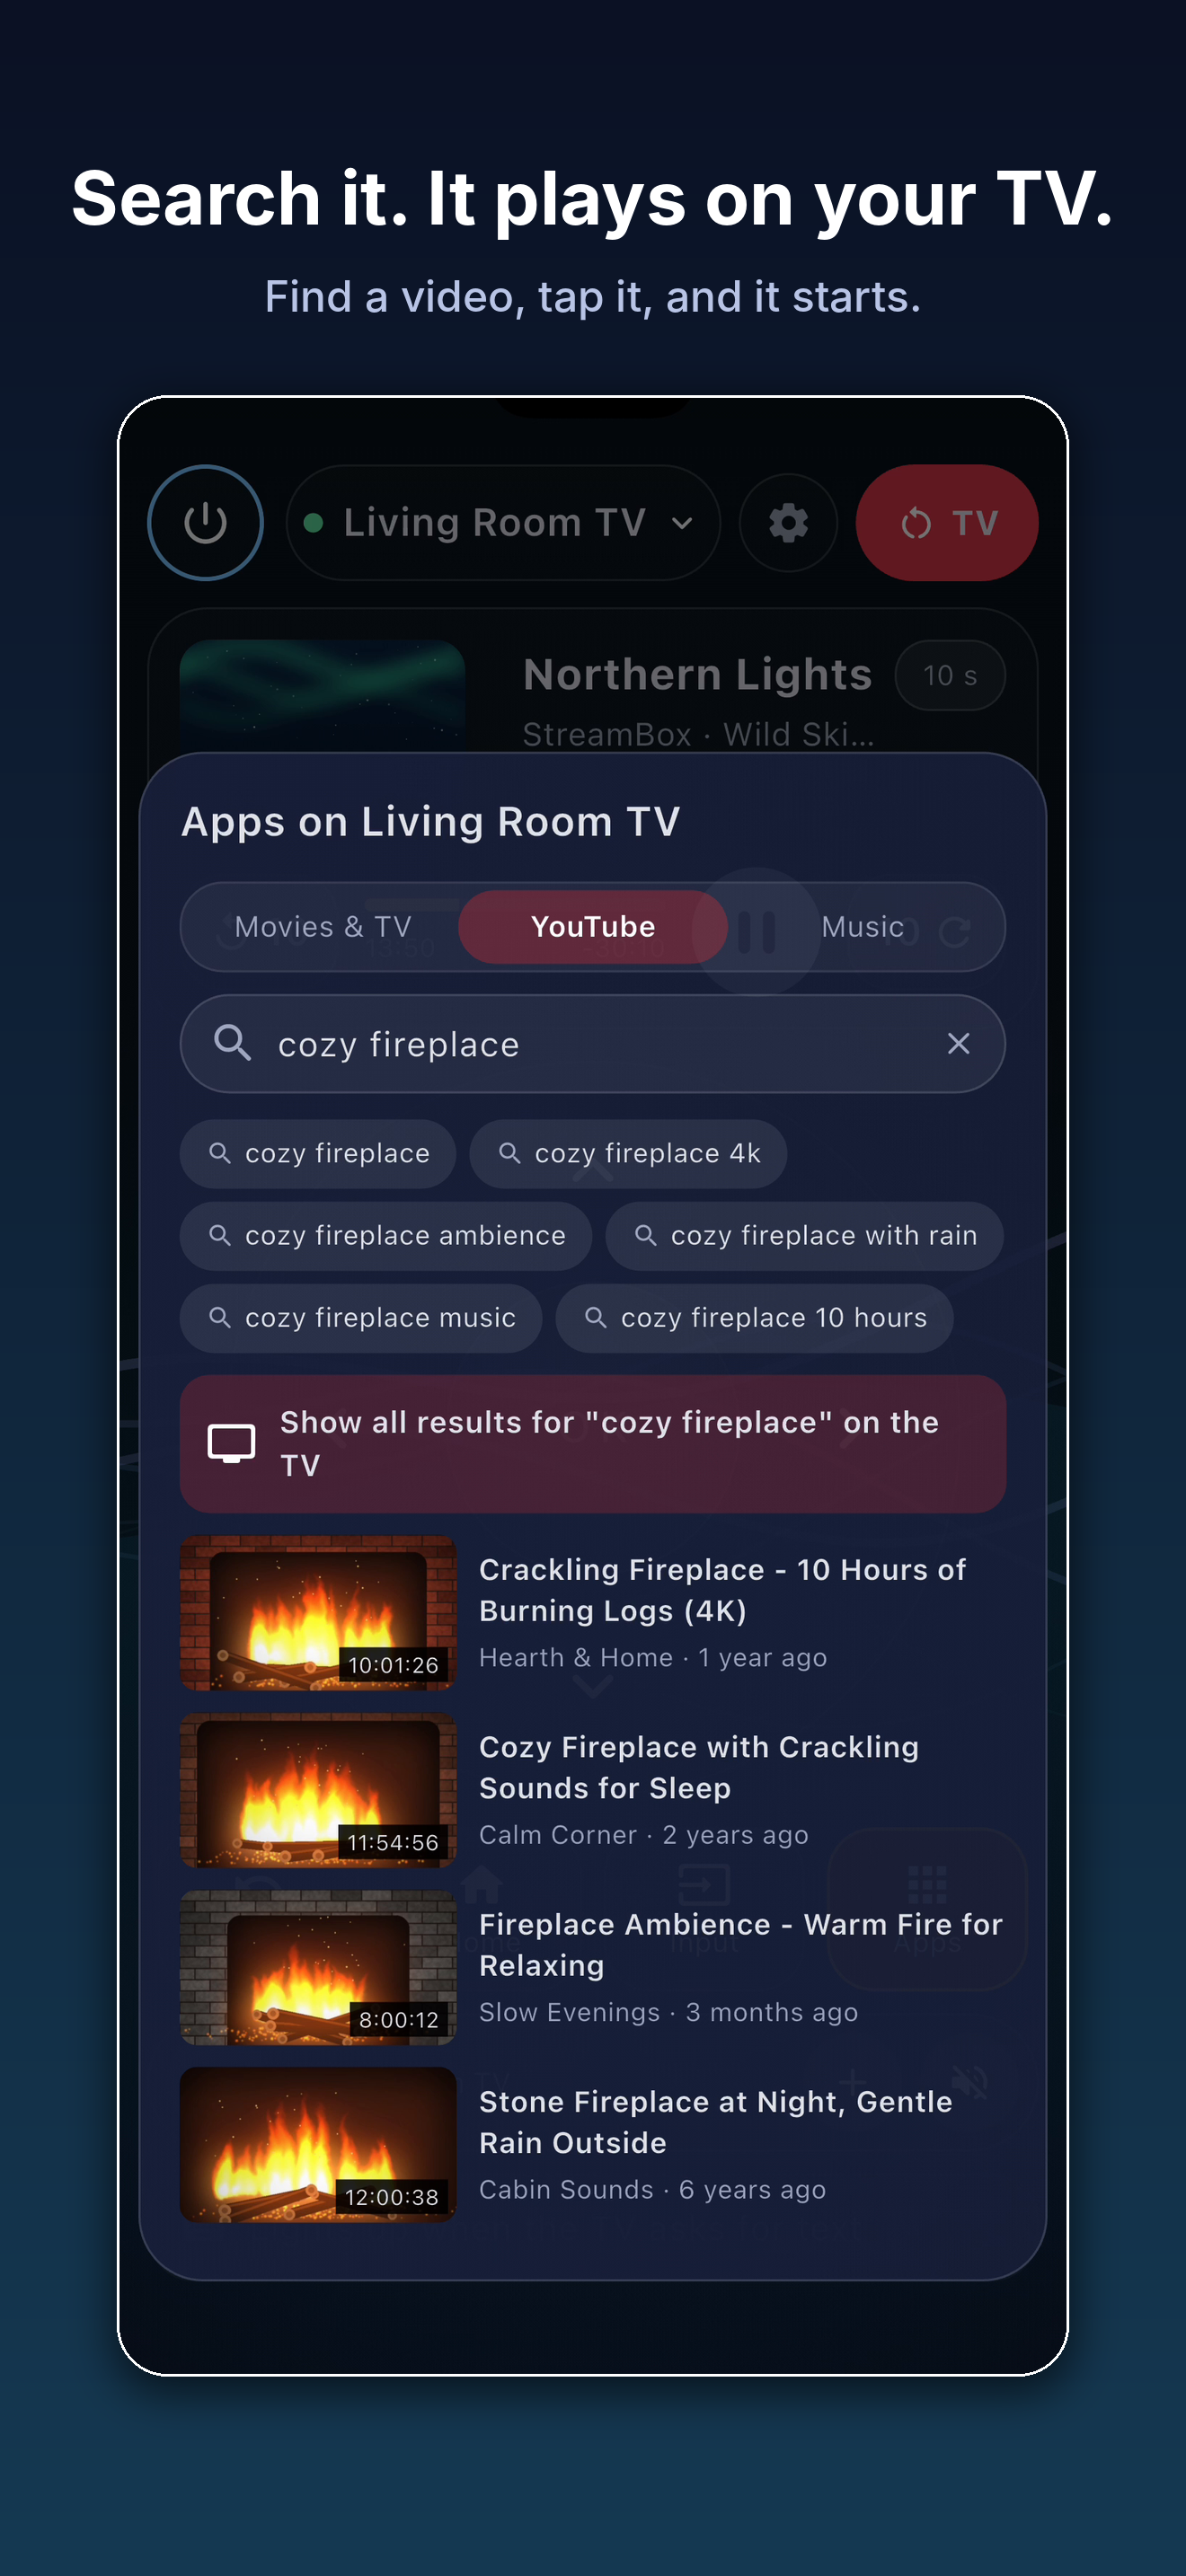 Search it. It plays on your TV.
Find a video, tap it, and it starts.
Living Room TV
TV
Northern Lights
10 s
StreamBox · Wild Ski...
Apps on Living Room TV
Movies & TV
YouTube
Music
cozy fireplace
cozy fireplace
cozy fireplace 4k
cozy fireplace ambience
cozy fireplace with rain
cozy fireplace music
cozy fireplace 10 hours
Show all results for "cozy fireplace" on the
TV
Crackling Fireplace - 10 Hours of
Burning Logs (4K)
Hearth & Home · 1 year ago
10:01:26
Cozy Fireplace with Crackling
Sounds for Sleep
Calm Corner · 2 years ago
11:54:56
Fireplace Ambience - Warm Fire for
Relaxing
Slow Evenings · 3 months ago
8:00:12
Input
Apps
Stone Fireplace at Night, Gentle
Rain Outside
Cabin Sounds · 6 years ago
12:00:38